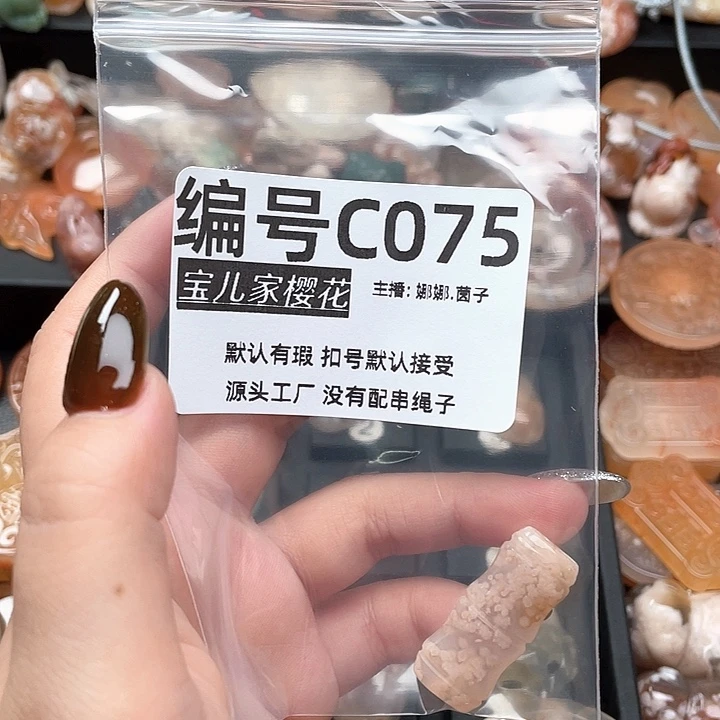 编号C075
宝儿家樱花 主播: 娜娜.茵子
默认有瑕 扣号默认接受
源头工厂 没有配串绳子